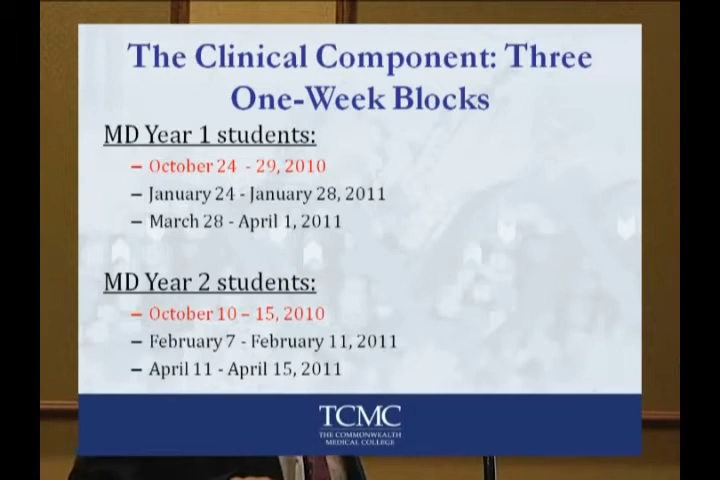 The Clinical Component: Three
One-Week Blocks
MD Year 1 students:
– October 24 - 29, 2010
– January 24 - January 28, 2011
– March 28 - April 1, 2011
MD Year 2 students:
– October 10 – 15, 2010
– February 7 - February 11, 2011
– April 11 - April 15, 2011
TCMC
THE COMMONWEALTH
MEDICAL COLLEGE